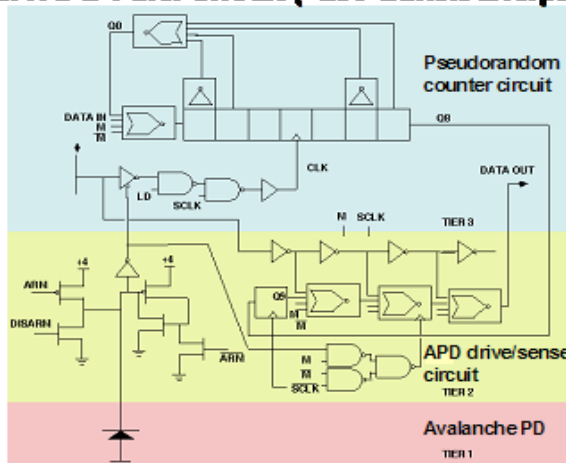 Q0
Pseudorandom
counter circuit
DATA IN
M
M
Q8
CLK
DATA OUT
LD
SCLK
M SCLK
TIER 3
+4
+4
ARN
DISARN
ARN
Q9
M
M
M
M
SCLK
APD drive/sense
circuit
TIER 2
Avalanche PD
TIER 1